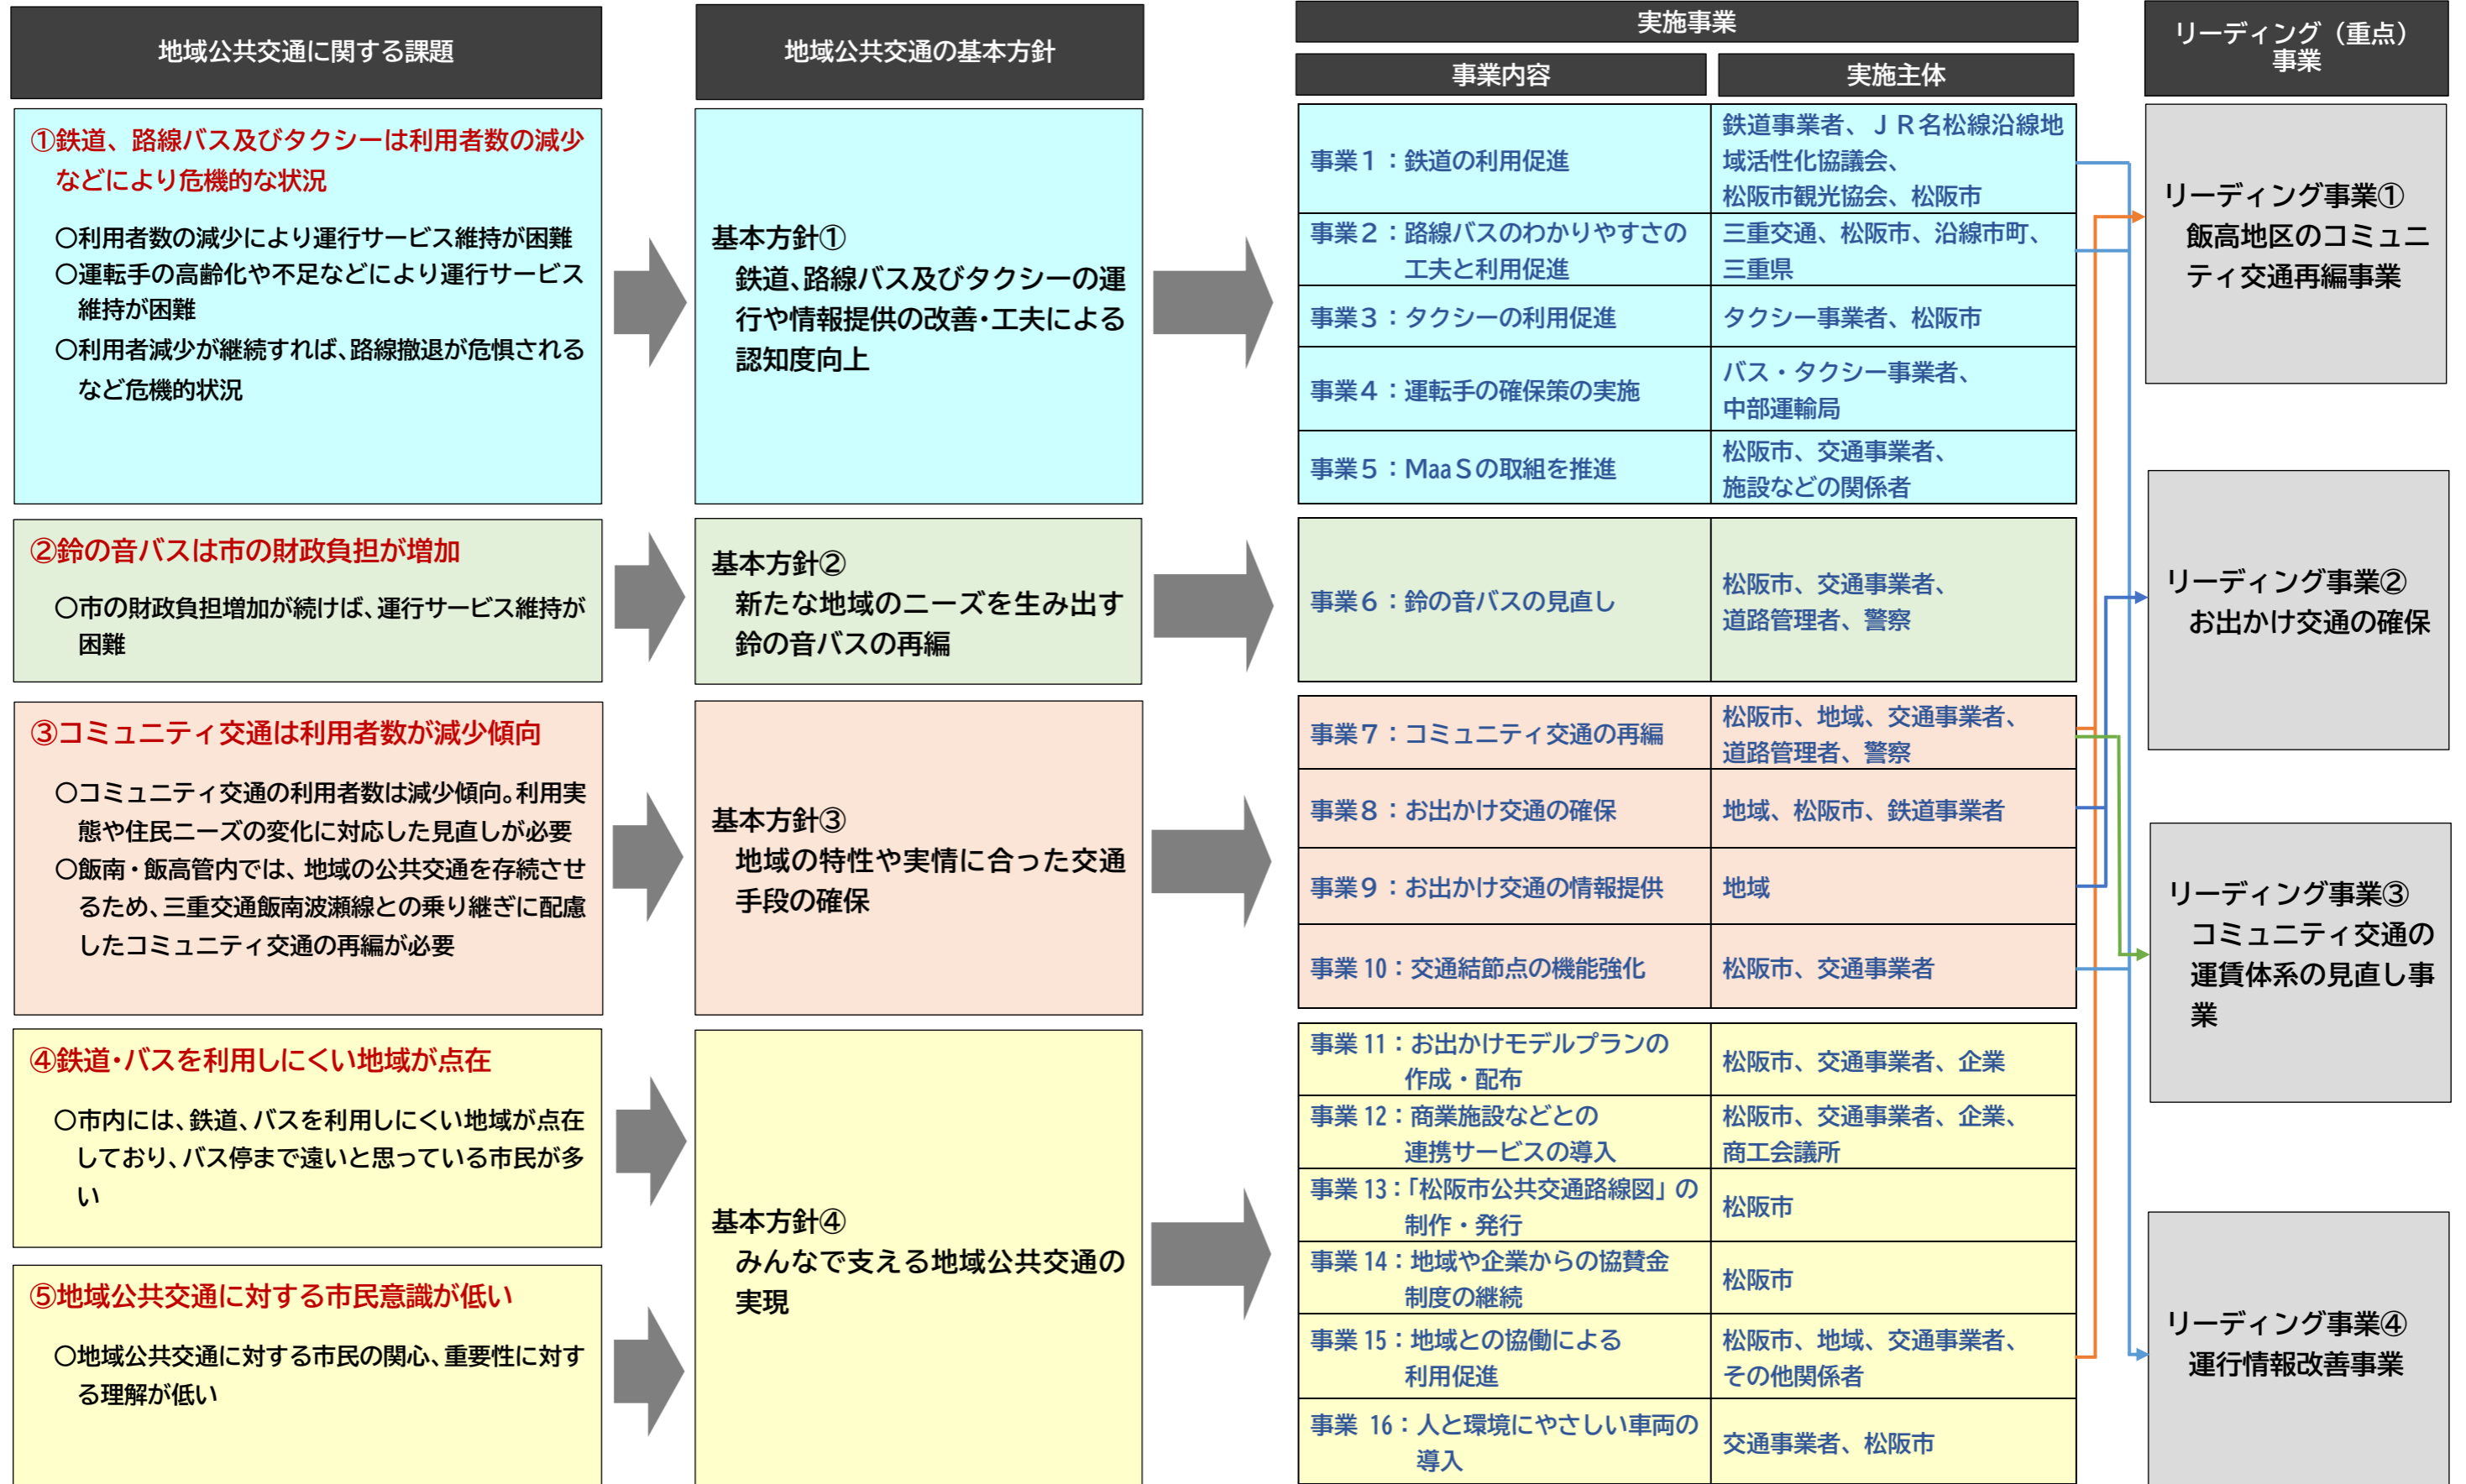 地域公共交通に関する課題
①鉄道、路線バス及びタクシーは利用者数の減少
などにより危機的な状況
〇利用者数の減少により運行サービス維持が困難
〇運転手の高齢化や不足などにより運行サービス
維持が困難
〇利用者減少が継続すれば、路線撤退が危惧される
など危機的状況
②鈴の音バスは市の財政負担が増加
〇市の財政負担増加が続けば、運行サービス維持が
困難
③コミュニティ交通は利用者数が減少傾向
〇コミュニティ交通の利用者数は減少傾向。利用実
態や住民ニーズの変化に対応した見直しが必要
〇飯南・飯高管内では、地域の公共交通を存続させ
るため、三重交通飯南波瀬線との乗り継ぎに配慮
したコミュニティ交通の再編が必要
④鉄道・バスを利用しにくい地域が点在
〇市内には、鉄道、バスを利用しにくい地域が点在
しており、バス停まで遠いと思っている市民が多
い
⑤地域公共交通に対する市民意識が低い
〇地域公共交通に対する市民の関心、重要性に対す
る理解が低い
地域公共交通の基本方針
基本方針①
鉄道、路線バス及びタクシーの運
行や情報提供の改善・工夫による
認知度向上
基本方針②
新たな地域のニーズを生み出す
鈴の音バスの再編
基本方針③
地域の特性や実情に合った交通
手段の確保
基本方針④
みんなで支える地域公共交通の
実現
実施事業
事業内容
実施主体
事業１：鉄道の利用促進
鉄道事業者、ＪＲ名松線沿線地
域活性化協議会、
松阪市観光協会、松阪市
事業２：路線バスのわかりやすさの
工夫と利用促進
三重交通、松阪市、沿線市町、
三重県
事業３：タクシーの利用促進
タクシー事業者、松阪市
事業４：運転手の確保策の実施
バス・タクシー事業者、
中部運輸局
事業５：MaaＳの取組を推進
松阪市、交通事業者、
施設などの関係者
事業６：鈴の音バスの見直し
松阪市、交通事業者、
道路管理者、警察
事業７：コミュニティ交通の再編
松阪市、地域、交通事業者、
道路管理者、警察
事業８：お出かけ交通の確保
地域、松阪市、鉄道事業者
事業９：お出かけ交通の情報提供
地域
事業 10：交通結節点の機能強化
松阪市、交通事業者
事業 11：お出かけモデルプランの
作成・配布
松阪市、交通事業者、企業
事業 12：商業施設などとの
連携サービスの導入
松阪市、交通事業者、企業、
商工会議所
事業 13：「松阪市公共交通路線図」の
制作・発行
松阪市
事業 14：地域や企業からの協賛金
制度の継続
松阪市
事業 15：地域との協働による
利用促進
松阪市、地域、交通事業者、
その他関係者
事業 16：人と環境にやさしい車両の
導入
交通事業者、松阪市
リーディング（重点）
事業
リーディング事業①
飯高地区のコミュニ
ティ交通再編事業
リーディング事業②
お出かけ交通の確保
リーディング事業③
コミュニティ交通の
運賃体系の見直し事
業
リーディング事業④
運行情報改善事業